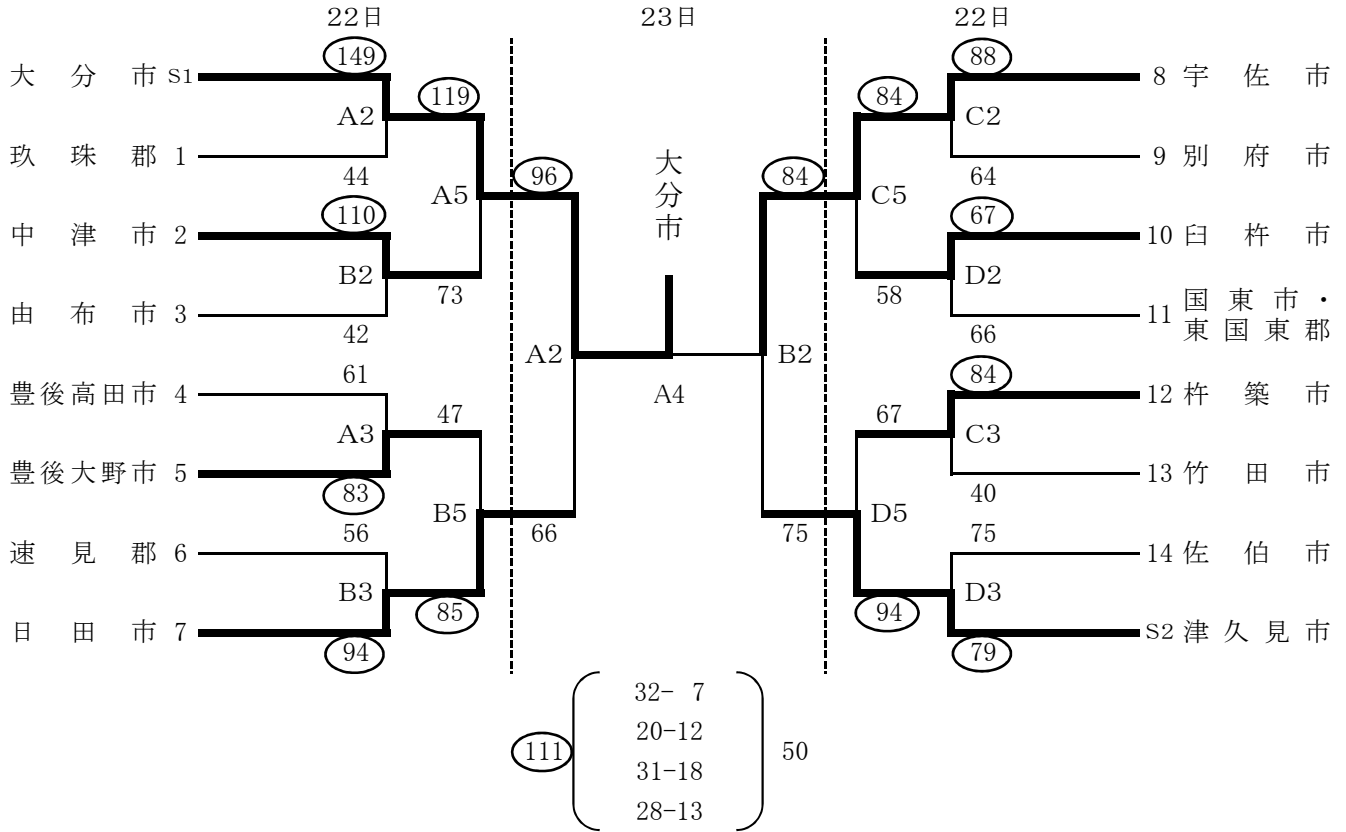 22日 23日 22日
149 88
大分市 S1 8 宇佐市
119 84
A2 C2
玖珠郡 1 9 別府市
44 96 大分市 84 64
A5 C5
110 67
中津市 2 10 臼杵市
B2 D2
73 58
由布市 3 11 国東市・
東国東郡
42 66
A2 B2
61 84
豊後高田市 4 A4 12 杵築市
47 67
A3 C3
豊後大野市 5 13 竹田市
83 40
B5 D5
56 66 75 75
速見郡 6 14 佐伯市
B3 D3
85 94
日田市 7 S2 津久見市
94 79
32- 7
20-12
111 50
31-18
28-13